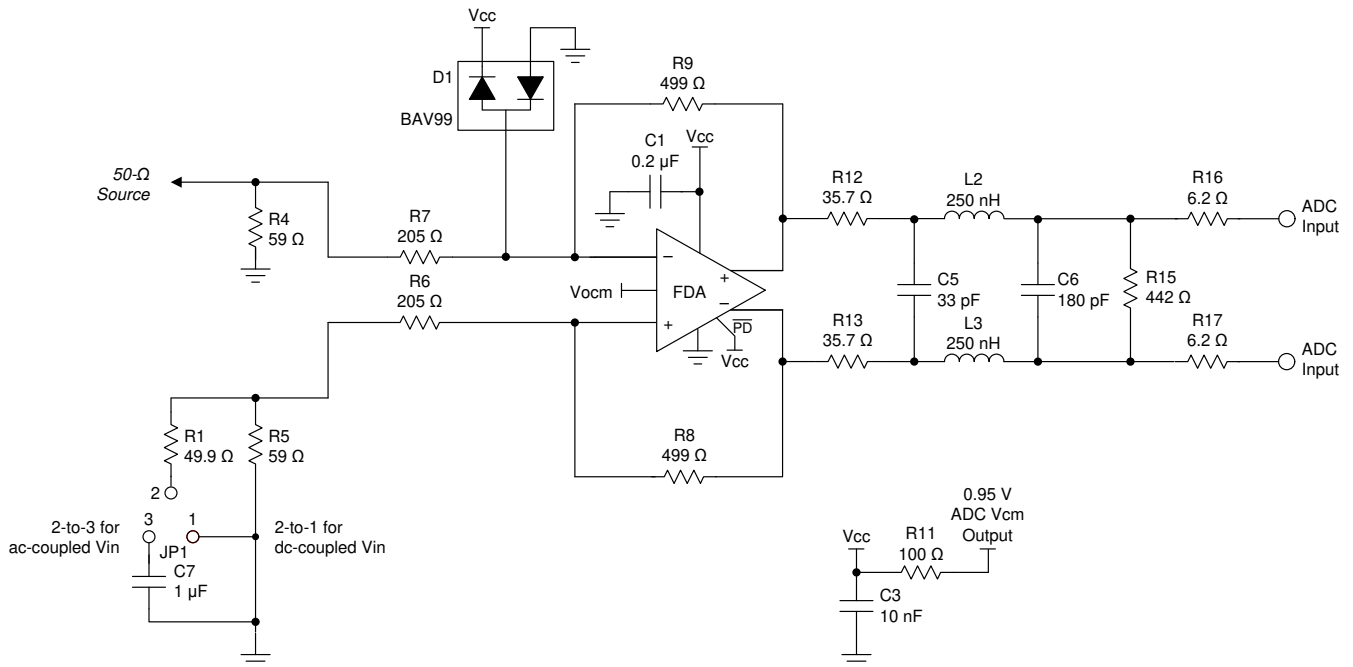 Vcc
D1
BAV99
R9
499 Ω
Vcc
C1
0.2 µF
50-Ω
Source
R4
59 Ω
R7
205 Ω
R6
205 Ω
Vocm
−
+
FDA
+
−
PD
Vcc
R12
35.7 Ω
L2
250 nH
R16
6.2 Ω
ADC
Input
C5
33 pF
C6
180 pF
R15
442 Ω
R13
35.7 Ω
L3
250 nH
R17
6.2 Ω
ADC
Input
R8
499 Ω
R1
49.9 Ω
R5
59 Ω
2
3
1
2-to-3 for
ac-coupled Vin
JP1
2-to-1 for
dc-coupled Vin
C7
1 µF
0.95 V
ADC Vcm
Output
Vcc
R11
100 Ω
C3
10 nF